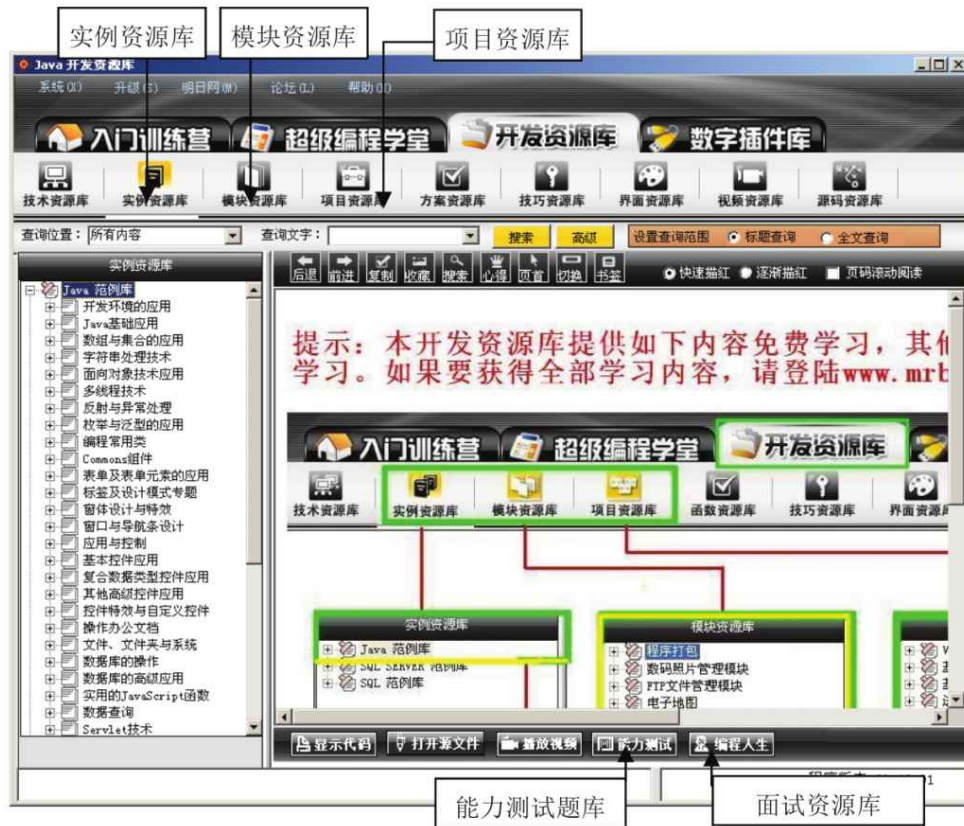 实例资源库
模块资源库
项目资源库
Java 开发资源库
系统(X) 升级(S) 明日网(W) 论坛(L) 帮助
入门训练营 超级编程学堂 开发资源库 数字插件库
技术资源库 实例资源库 模块资源库 项目资源库 方案资源库 技巧资源库 界面资源库 视频资源库 源码资源库
查询位置： 所有内容 查询文字： 搜索 高级 设置查询范围 标题查询 全文查询
实例资源库
后退 前进 复制 收藏 搜索 心得 页首 切换 书签 快速描红 逐渐描红 页码滚动阅读
Java 范例库
开发环境的应用
Java基础应用
数组与集合的应用
字符串处理技术
面向对象技术应用
多线程技术
反射与异常处理
枚举与泛型的应用
编程常用类
Commons组件
表单及表单元素的应用
标签及设计模式专题
窗体设计与特效
窗口与导航条设计
应用与控制
基本控件应用
复合数据类型控件应用
其他高级控件应用
控件特效与自定义控件
操作办公文档
文件、文件夹与系统
数据库的操作
数据库的高级应用
实用的JavaScript函数
数据查询
Servlet技术
提示：本开发资源库提供如下内容免费学习，其他
学习。如果要获得全部学习内容，请登陆www.mrb
入门训练营 超级编程学堂 开发资源库
技术资源库 实例资源库 模块资源库 项目资源库 函数资源库 技巧资源库 界面资源库
实例资源库
Java 范例库
SQL SERVER 范例库
SQL 范例库
模块资源库
程序打包
数码照片管理模块
FTP文件管理模块
电子地图
显示代码 打开源文件 播放视频 能力测试 编程人生
能力测试题库
面试资源库